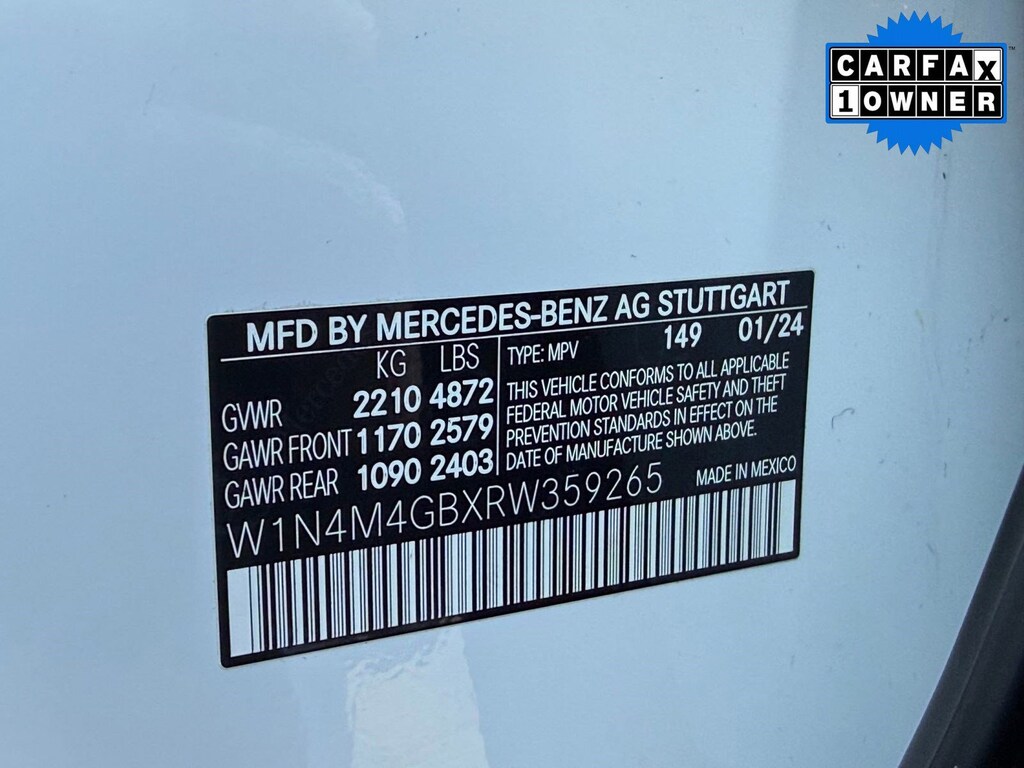 CARFAX
1 OWNER
MFD BY MERCEDES-BENZ AG STUTTGART
KG LBS
GVWR 2210 4872
GAWR FRONT 1170 2579
GAWR REAR 1090 2403
TYPE: MPV 149 01/24
THIS VEHICLE CONFORMS TO ALL APPLICABLE
FEDERAL MOTOR VEHICLE SAFETY AND THEFT
PREVENTION STANDARDS IN EFFECT ON THE
DATE OF MANUFACTURE SHOWN ABOVE.
W1N4M4GBXRW359265 MADE IN MEXICO